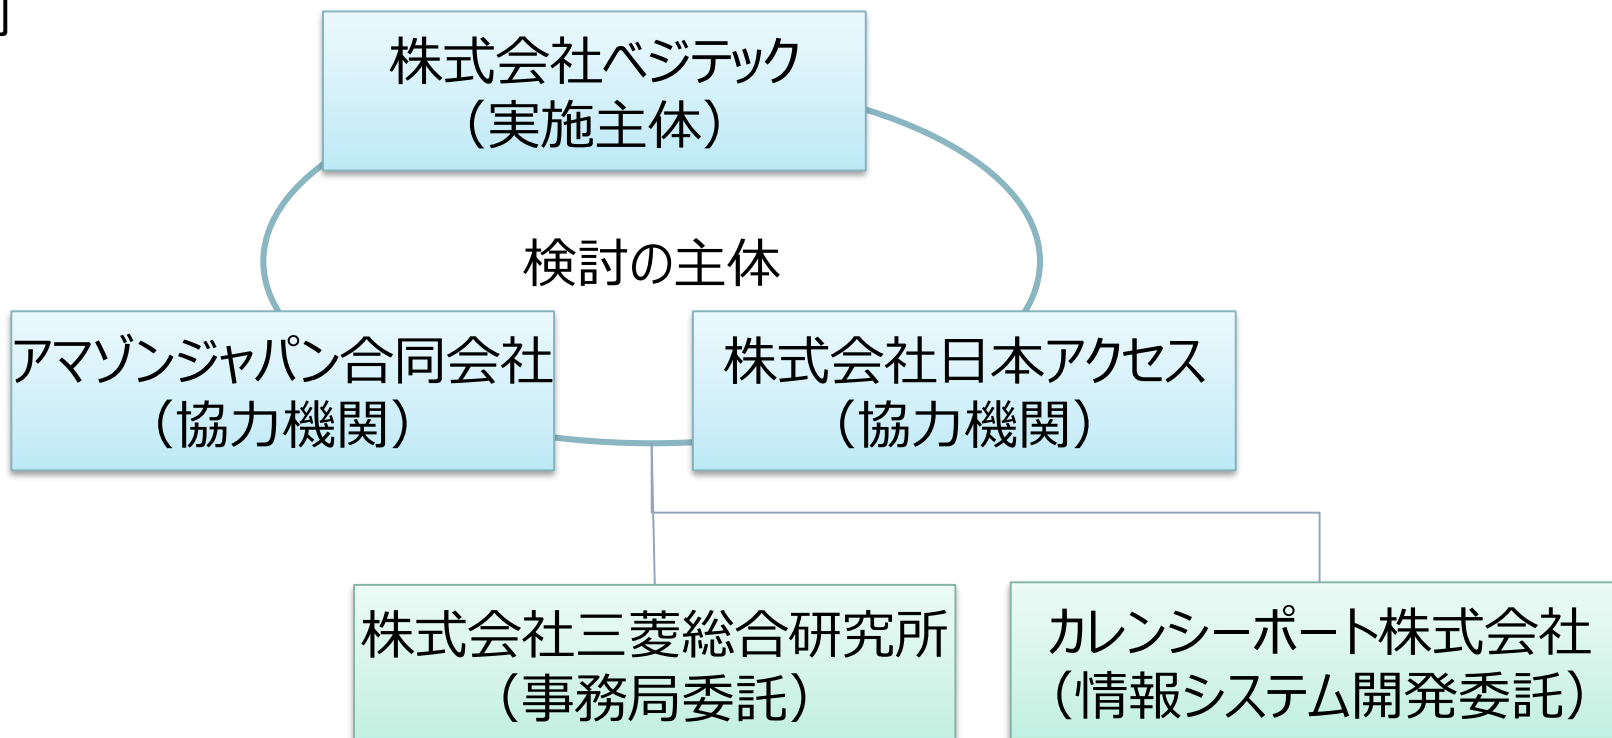 株式会社ベジテック
（実施主体）
検討の主体
アマゾンジャパン合同会社
（協力機関）
株式会社日本アクセス
（協力機関）
株式会社三菱総合研究所
（事務局委託）
カレンシーポート株式会社
（情報システム開発委託）